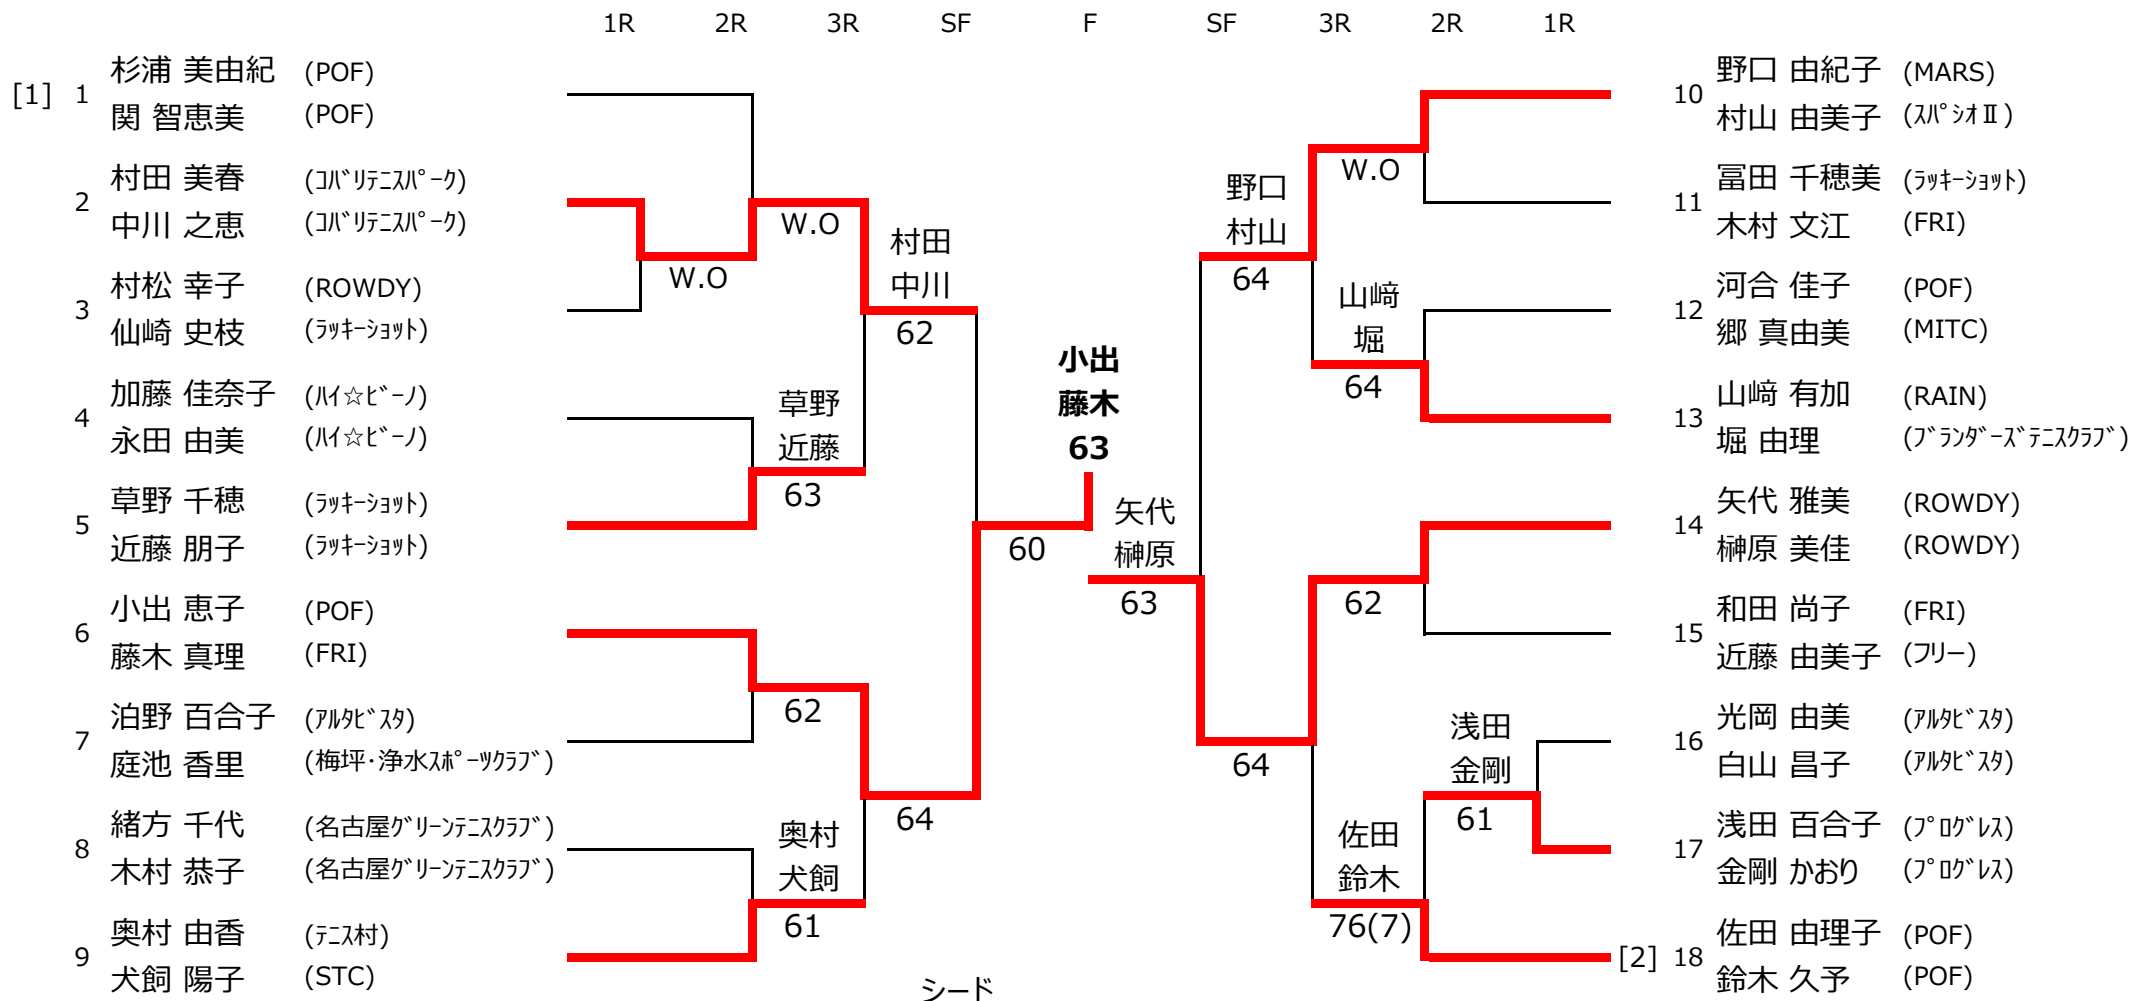 1R 2R 3R SF F SF 3R 2R 1R
[1] 1 杉浦 美由紀 (POF)
関 智恵美 (POF)
2 村田 美春 (ｺﾊﾞﾘﾃﾆｽﾊﾟｰｸ)
中川 之恵 (ｺﾊﾞﾘﾃﾆｽﾊﾟｰｸ)
3 村松 幸子 (ROWDY)
仙崎 史枝 (ﾗｯｷｰｼｮｯﾄ)
4 加藤 佳奈子 (ﾊｲ☆ﾋﾞｰﾉ)
永田 由美 (ﾊｲ☆ﾋﾞｰﾉ)
5 草野 千穂 (ﾗｯｷｰｼｮｯﾄ)
近藤 朋子 (ﾗｯｷｰｼｮｯﾄ)
6 小出 恵子 (POF)
藤木 真理 (FRI)
7 泊野 百合子 (ｱﾙﾀﾋﾞｽﾀ)
庭池 香里 (梅坪･浄水ｽﾎﾟｰﾂｸﾗﾌﾞ)
8 緒方 千代 (名古屋ｸﾞﾘｰﾝﾃﾆｽｸﾗﾌﾞ)
木村 恭子 (名古屋ｸﾞﾘｰﾝﾃﾆｽｸﾗﾌﾞ)
9 奥村 由香 (ﾃﾆｽ村)
犬飼 陽子 (STC)
W.O
W.O
草野
近藤
63
62
奥村
犬飼
61
村田
中川
62
64
60
小出
藤木
63
矢代
榊原
63
野口
村山
64
64
W.O
山﨑
堀
64
62
佐田
鈴木
76(7)
浅田
金剛
61
10 野口 由紀子 (MARS)
村山 由美子 (ｽﾊﾟｼｵⅡ)
11 冨田 千穂美 (ﾗｯｷｰｼｮｯﾄ)
木村 文江 (FRI)
12 河合 佳子 (POF)
郷 真由美 (MITC)
13 山﨑 有加 (RAIN)
堀 由理 (ﾌﾞﾗﾝﾀﾞｰｽﾞﾃﾆｽｸﾗﾌﾞ)
14 矢代 雅美 (ROWDY)
榊原 美佳 (ROWDY)
15 和田 尚子 (FRI)
近藤 由美子 (フリー)
16 光岡 由美 (ｱﾙﾀﾋﾞｽﾀ)
白山 昌子 (ｱﾙﾀﾋﾞｽﾀ)
17 浅田 百合子 (ﾌﾟﾛｸﾞﾚｽ)
金剛 かおり (ﾌﾟﾛｸﾞﾚｽ)
[2] 18 佐田 由理子 (POF)
鈴木 久予 (POF)
シード